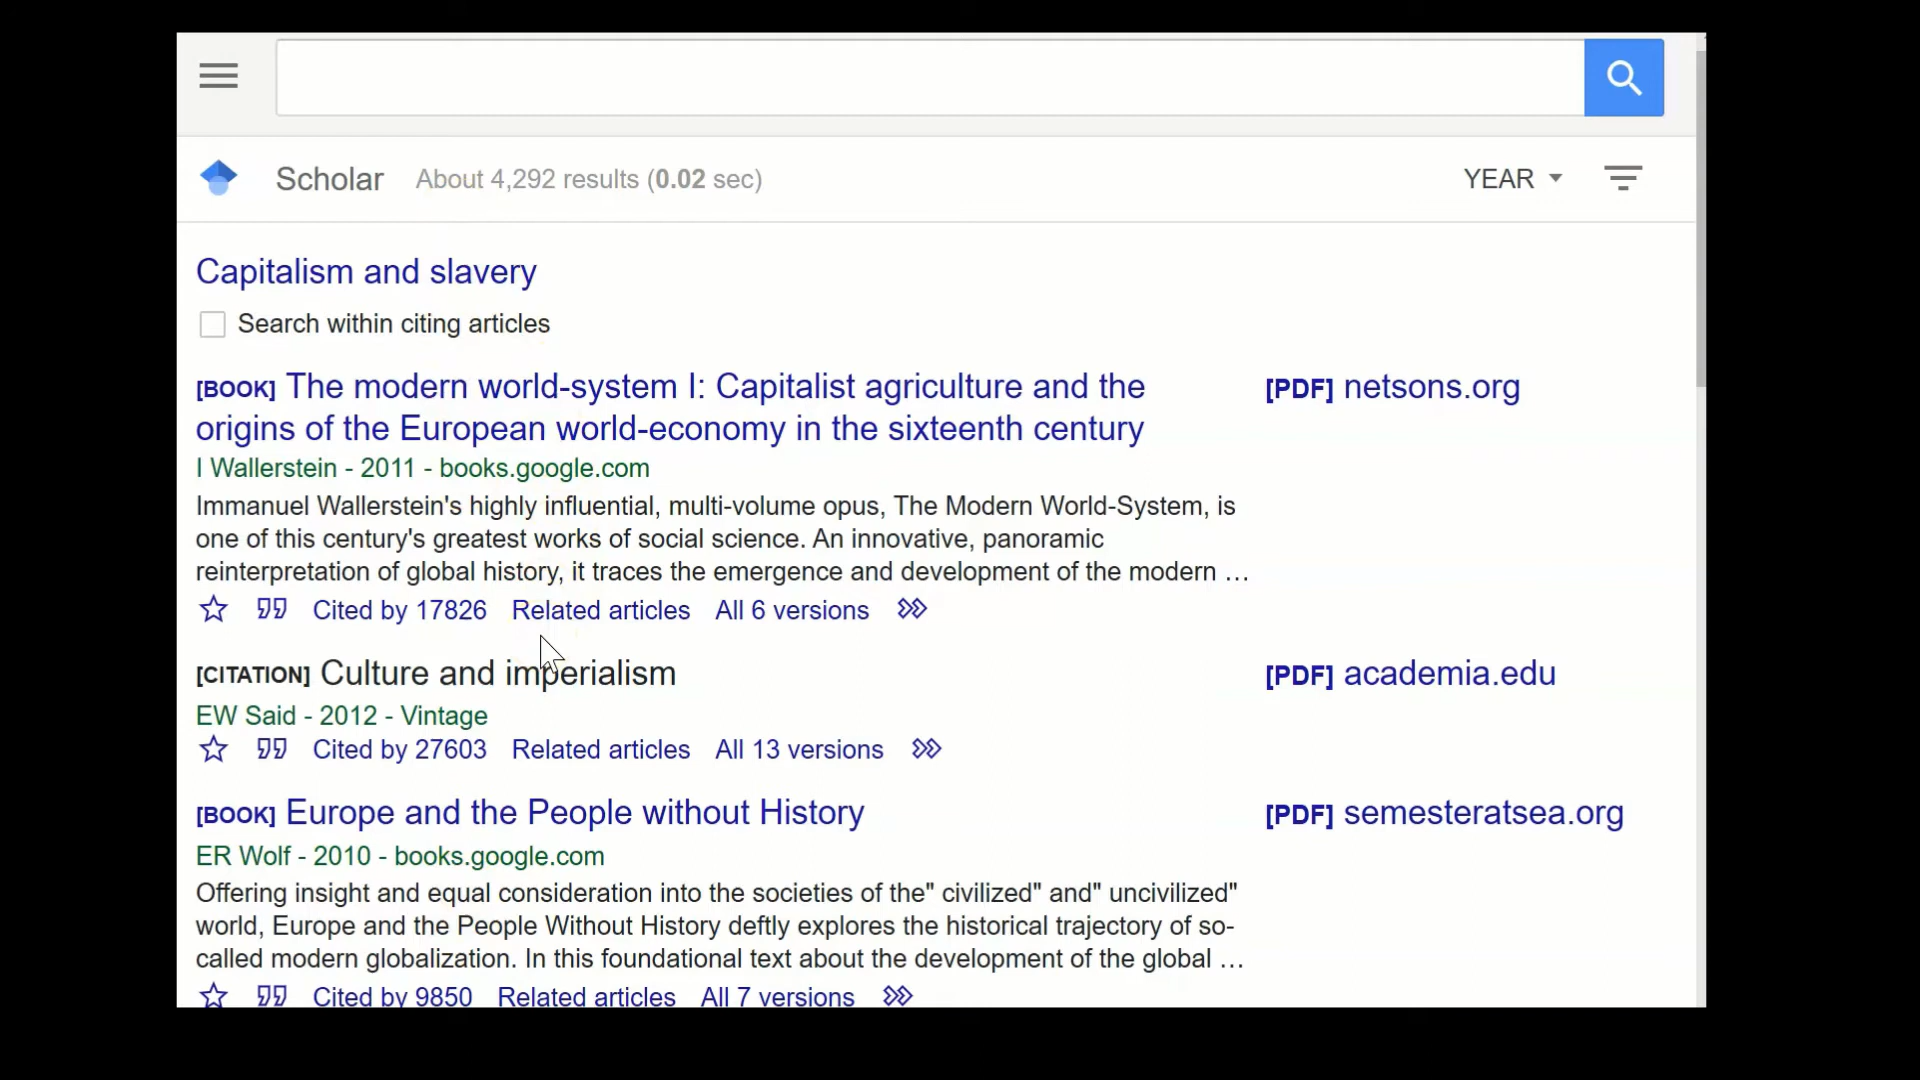 Scholar About 4,292 results (0.02 sec) YEAR
Capitalism and slavery
Search within citing articles
[BOOK] The modern world-system I: Capitalist agriculture and the [PDF] netsons.org
origins of the European world-economy in the sixteenth century
I Wallerstein - 2011 - books.google.com
Immanuel Wallerstein's highly influential, multi-volume opus, The Modern World-System, is
one of this century's greatest works of social science. An innovative, panoramic
reinterpretation of global history, it traces the emergence and development of the modern …
Cited by 17826 Related articles All 6 versions
[CITATION] Culture and imperialism [PDF] academia.edu
EW Said - 2012 - Vintage
Cited by 27603 Related articles All 13 versions
[BOOK] Europe and the People without History [PDF] semesteratsea.org
ER Wolf - 2010 - books.google.com
Offering insight and equal consideration into the societies of the" civilized" and" uncivilized"
world, Europe and the People Without History deftly explores the historical trajectory of so-
called modern globalization. In this foundational text about the development of the global …
Cited by 9850 Related articles All 7 versions